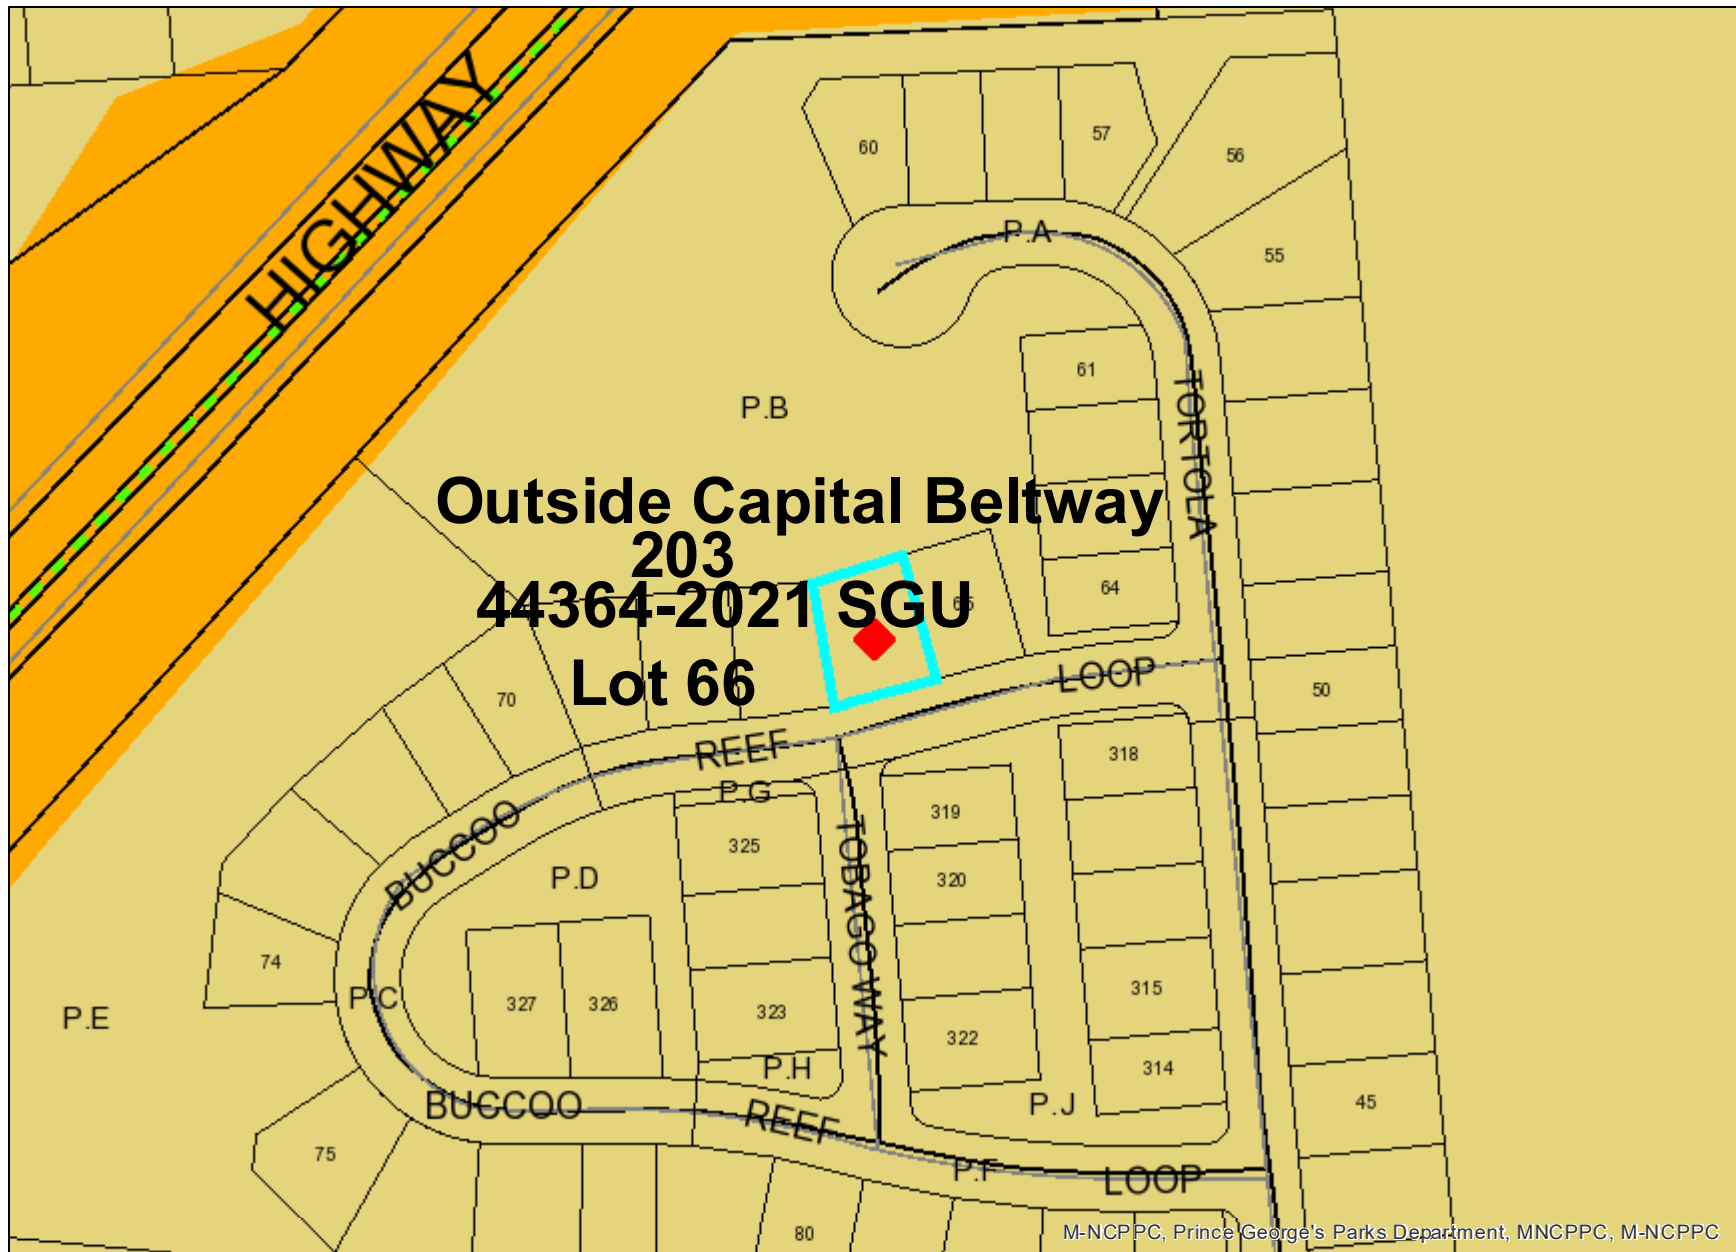 HIGHWAY
60
57
56
P.A
55
61
P.B
TORTOLA
Outside Capital Beltway
203
44364-2021 SGU
65
64
Lot 66
70
LOOP
50
REEF
318
P.G
319
BUCCOO
325
TOBAGO WAY
P.D
320
74
P.C
327
326
323
315
P.E
322
P.H
314
BUCCOO
REEF
P.J
45
75
P.F
LOOP
80
M-NCPPC, Prince George's Parks Department, MNCPPC, M-NCPPC